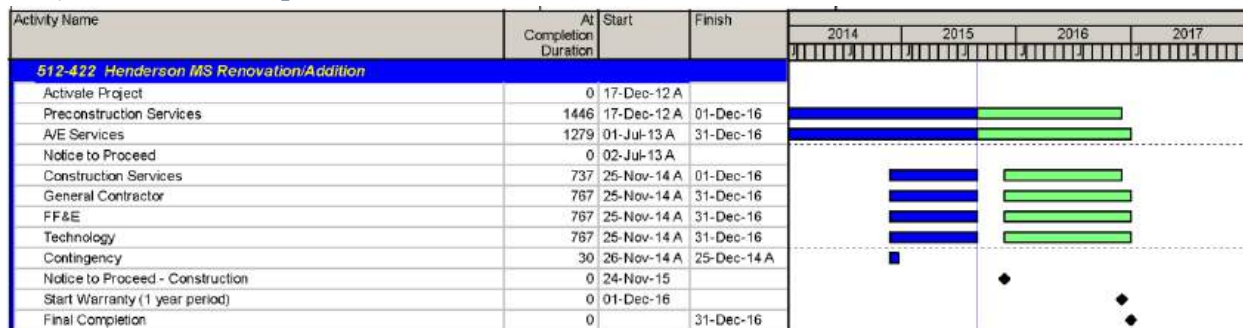 Activity Name At Completion Duration Start Finish 2014 2015 2016 2017
J J J J J J J
512-422 Henderson MS Renovation/Addition
Activate Project 0 17-Dec-12 A
Preconstruction Services 1446 17-Dec-12 A 01-Dec-16
A/E Services 1279 01-Jul-13 A 31-Dec-16
Notice to Proceed 0 02-Jul-13 A
Construction Services 737 25-Nov-14 A 01-Dec-16
General Contractor 767 25-Nov-14 A 31-Dec-16
FF&E 767 25-Nov-14 A 31-Dec-16
Technology 767 25-Nov-14 A 31-Dec-16
Contingency 30 26-Nov-14 A 25-Dec-14 A
Notice to Proceed - Construction 0 24-Nov-15
Start Warranty (1 year period) 0 01-Dec-16
Final Completion 0 31-Dec-16